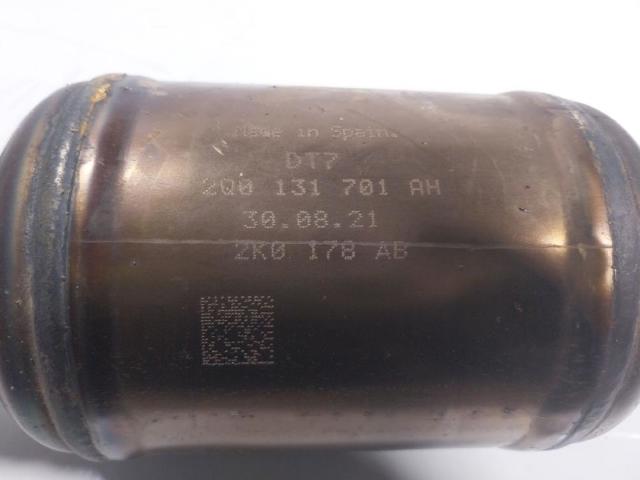 Made in Spain
DT7
2Q0 131 701 AH
30.08.21
2K0 178 AB